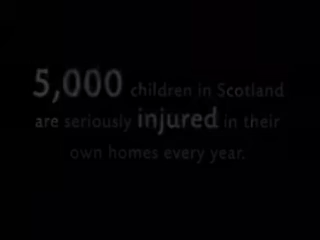 5,000 children in Scotland
are seriously injured in their
own homes every year.